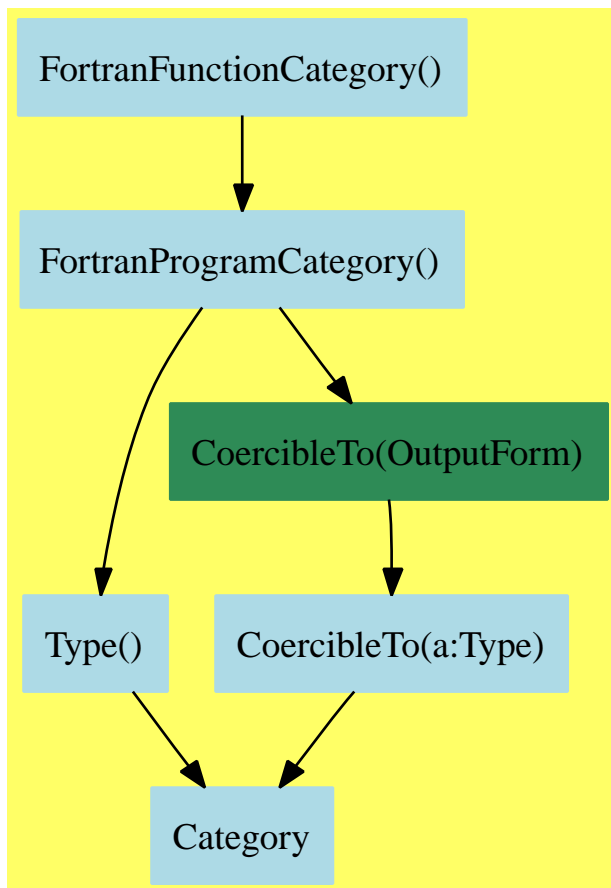 FortranFunctionCategory()
FortranProgramCategory()
CoercibleTo(OutputForm)
Type()
CoercibleTo(a:Type)
Category